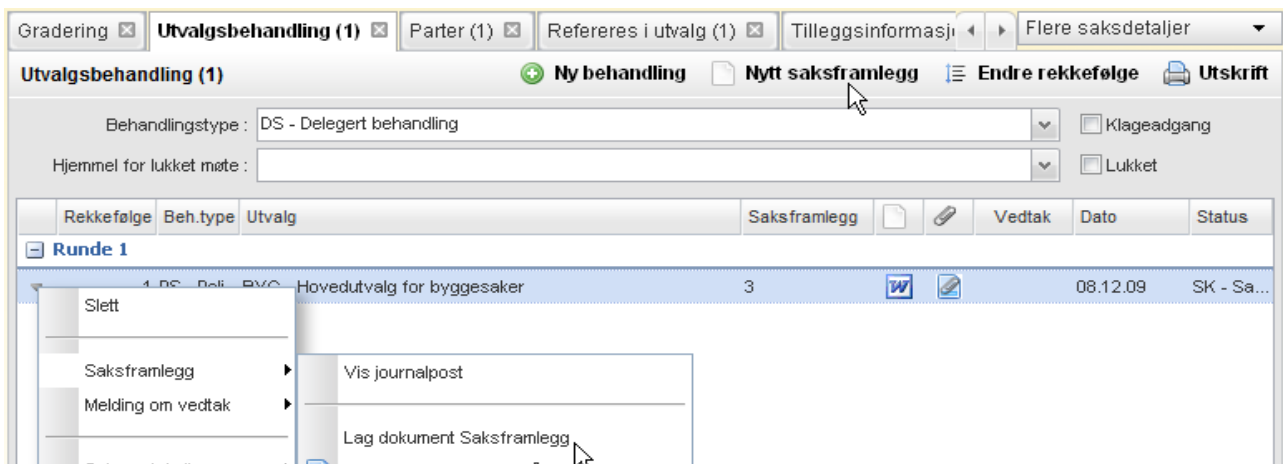 Gradering Utvalgsbehandling (1) Parter (1) Refereres i utvalg (1) Tilleggsinformasj Flere saksdetaljer
Utvalgsbehandling (1) Ny behandling Nytt saksframlegg Endre rekkefølge Utskrift
Behandlingstype : DS - Delegert behandling Klageadgang
Hjemmel for lukket møte : Lukket
Rekkefølge Beh.type Utvalg Saksframlegg Vedtak Dato Status
Runde 1
Hovedutvalg for byggesaker 3 08.12.09 SK - Sa...
Slett
Saksframlegg Vis journalpost
Melding om vedtak
Lag dokument Saksframlegg